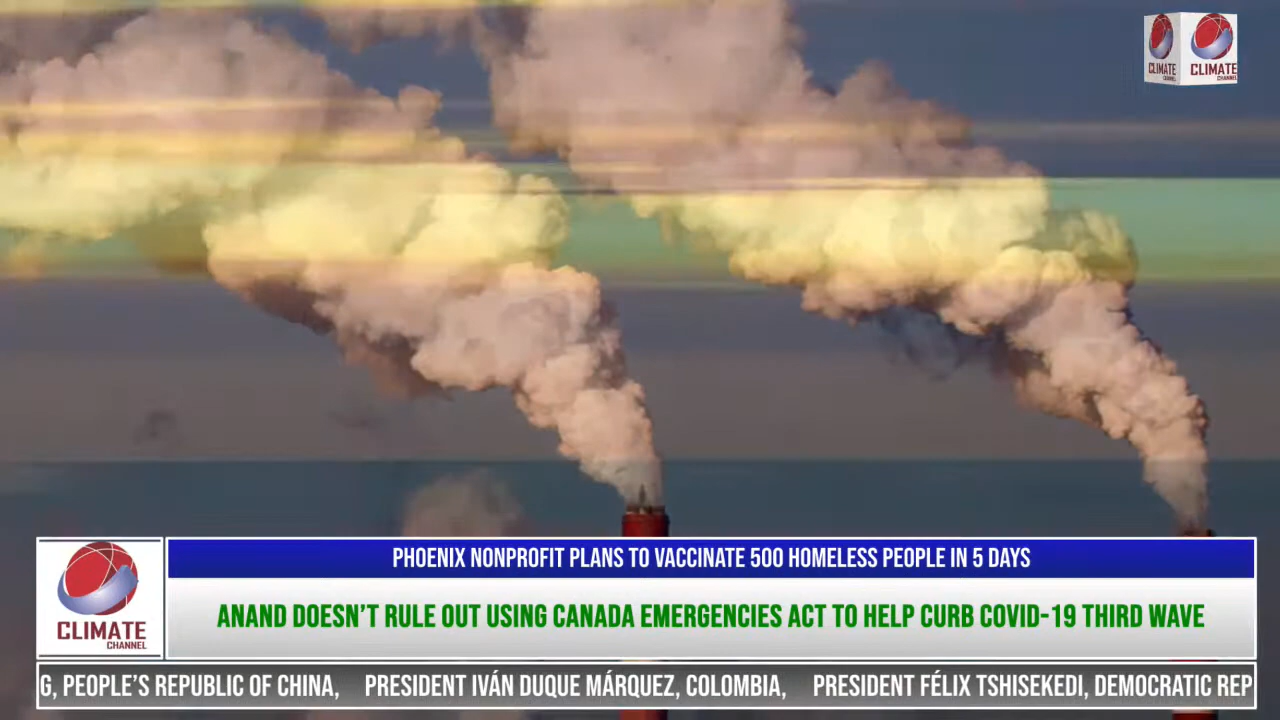 CLIMATE
CHANNEL
CLIMATE
CHANNEL
PHOENIX NONPROFIT PLANS TO VACCINATE 500 HOMELESS PEOPLE IN 5 DAYS
ANAND DOESN’T RULE OUT USING CANADA EMERGENCIES ACT TO HELP CURB COVID-19 THIRD WAVE
CLIMATE
CHANNEL
G, PEOPLE’S REPUBLIC OF CHINA, PRESIDENT IVÁN DUQUE MÁRQUEZ, COLOMBIA, PRESIDENT FÉLIX TSHISEKEDI, DEMOCRATIC REP